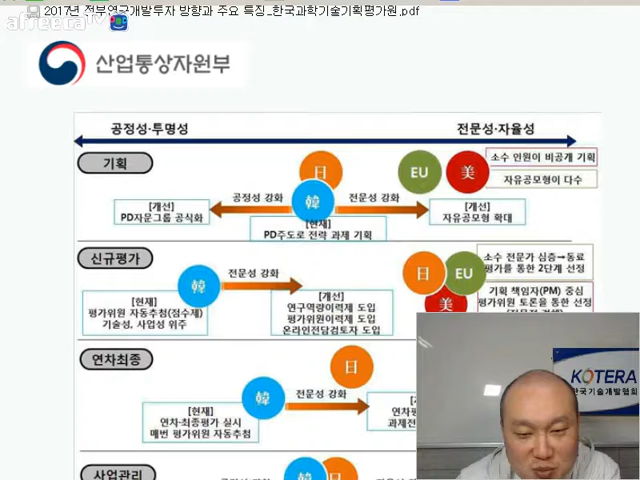 2017년 정부연구개발투자 방향과 주요 특징_한국과학기술기획평가원.pdf
afreecaTV
산업통상자원부
공정성·투명성
전문성·자율성
기획
日
EU
美
소수 인원이 비공개 기획
자유공모형이 다수
공정성 강화
韓
전문성 강화
[개선]
PD자문그룹 공식화
[개선]
자유공모형 확대
[현재]
PD주도로 전략 과제 기획
신규평가
韓
전문성 강화
日
EU
美
소수 전문가 심층→동료
평가를 통한 2단계 선정
기획 책임자(PM) 중심
평가위원 토론을 통한 선정
[현재]
평가위원 자동추첨(점수제)
기술성, 사업성 위주
[개선]
연구역량이력제 도입
평가위원이력제 도입
온라인전담검토자 도입
연차최종
日
韓
전문성 강화
[현재]
연차·최종평가 실시
매번 평가위원 자동추첨
연차평
과제전
사업관리
韓
日
KOTERA
한국기술개발협회